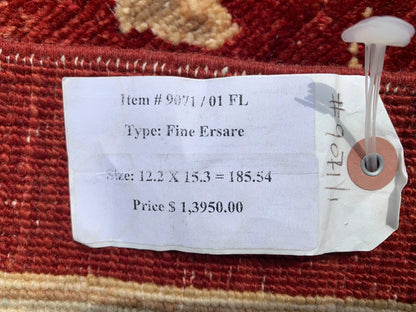 Item # 9071 / 01 FL
Type: Fine Ersare
Size: 12.2 X 15.3 = 185.54
Price $ 1,3950.00
#9071/1